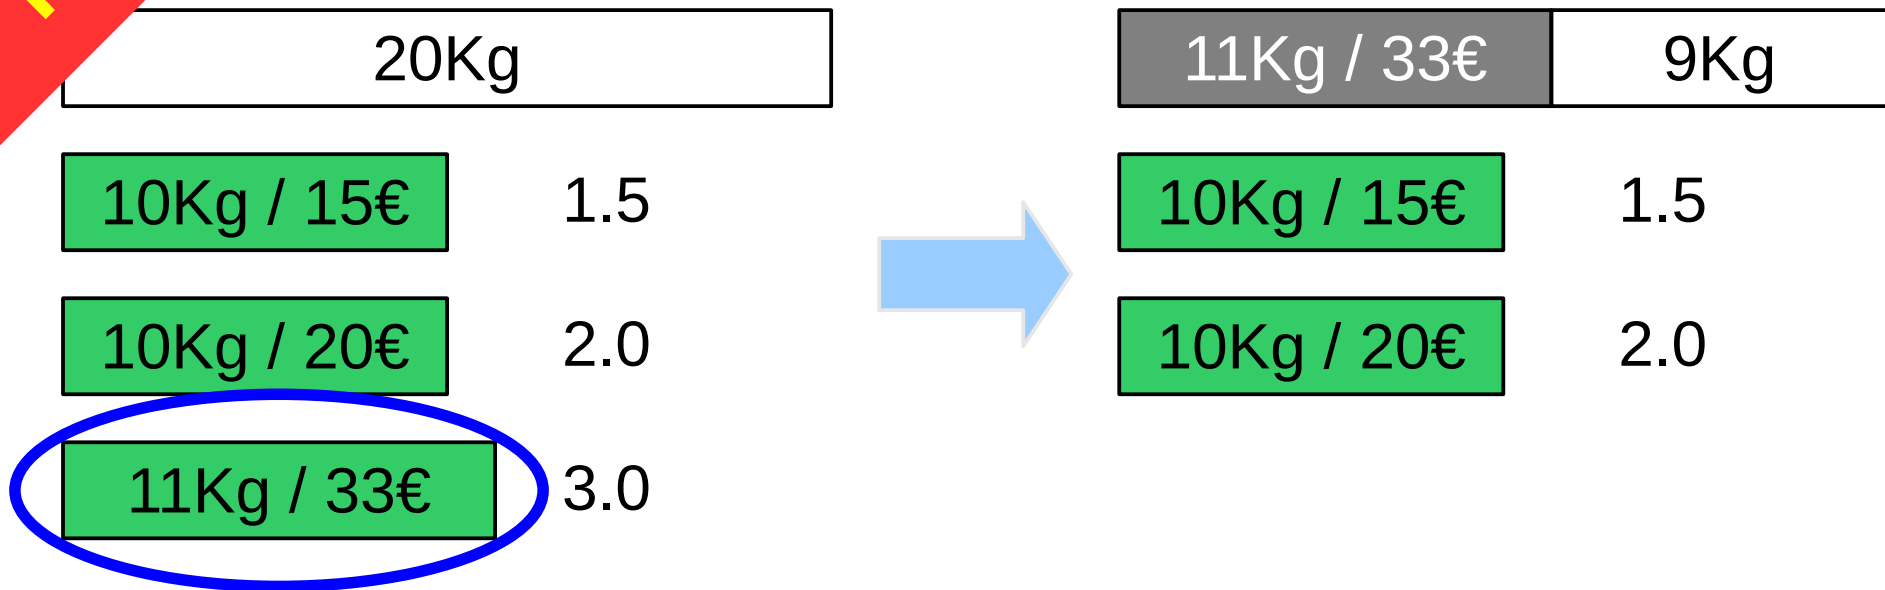 20Kg
11Kg / 33€ 9Kg
10Kg / 15€ 1.5
10Kg / 15€ 1.5
10Kg / 20€ 2.0
10Kg / 20€ 2.0
11Kg / 33€ 3.0